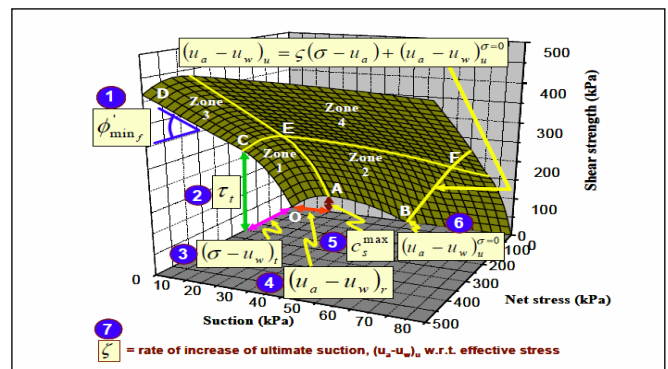 (u_a − u_w)_u = ς(σ − u_a) + (u_a − u_w)_u^{σ=0}
500
400
300
200
100
0
Shear strength (kPa)
1
ϕ'_{min_f}
D
Zone
3
Zone
4
C
E
Zone
1
Zone
2
F
A
O
B
2
τ_t
3
(σ − u_w)_t
4
(u_a − u_w)_r
5
c_s^{max}
6
(u_a − u_w)_u^{σ=0}
0
10
20
30
40
50
60
70
80
Suction (kPa)
0
100
200
300
400
500
Net stress (kPa)
7
ζ = rate of increase of ultimate suction, (u_a-u_w)_u w.r.t. effective stress